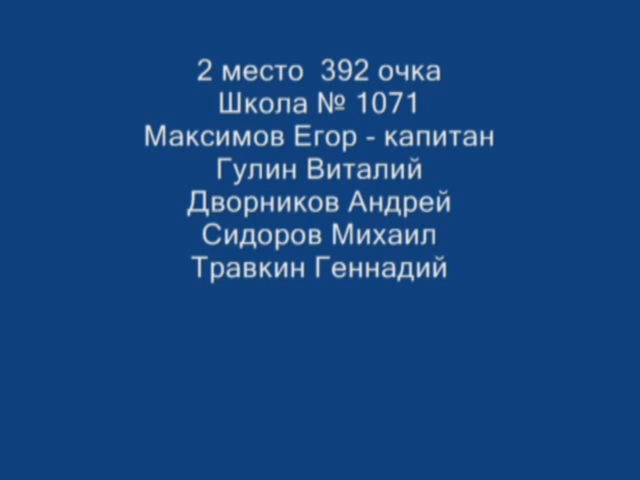 2 место 392 очка
Школа № 1071
Максимов Егор - капитан
Гулин Виталий
Дворников Андрей
Сидоров Михаил
Травкин Геннадий